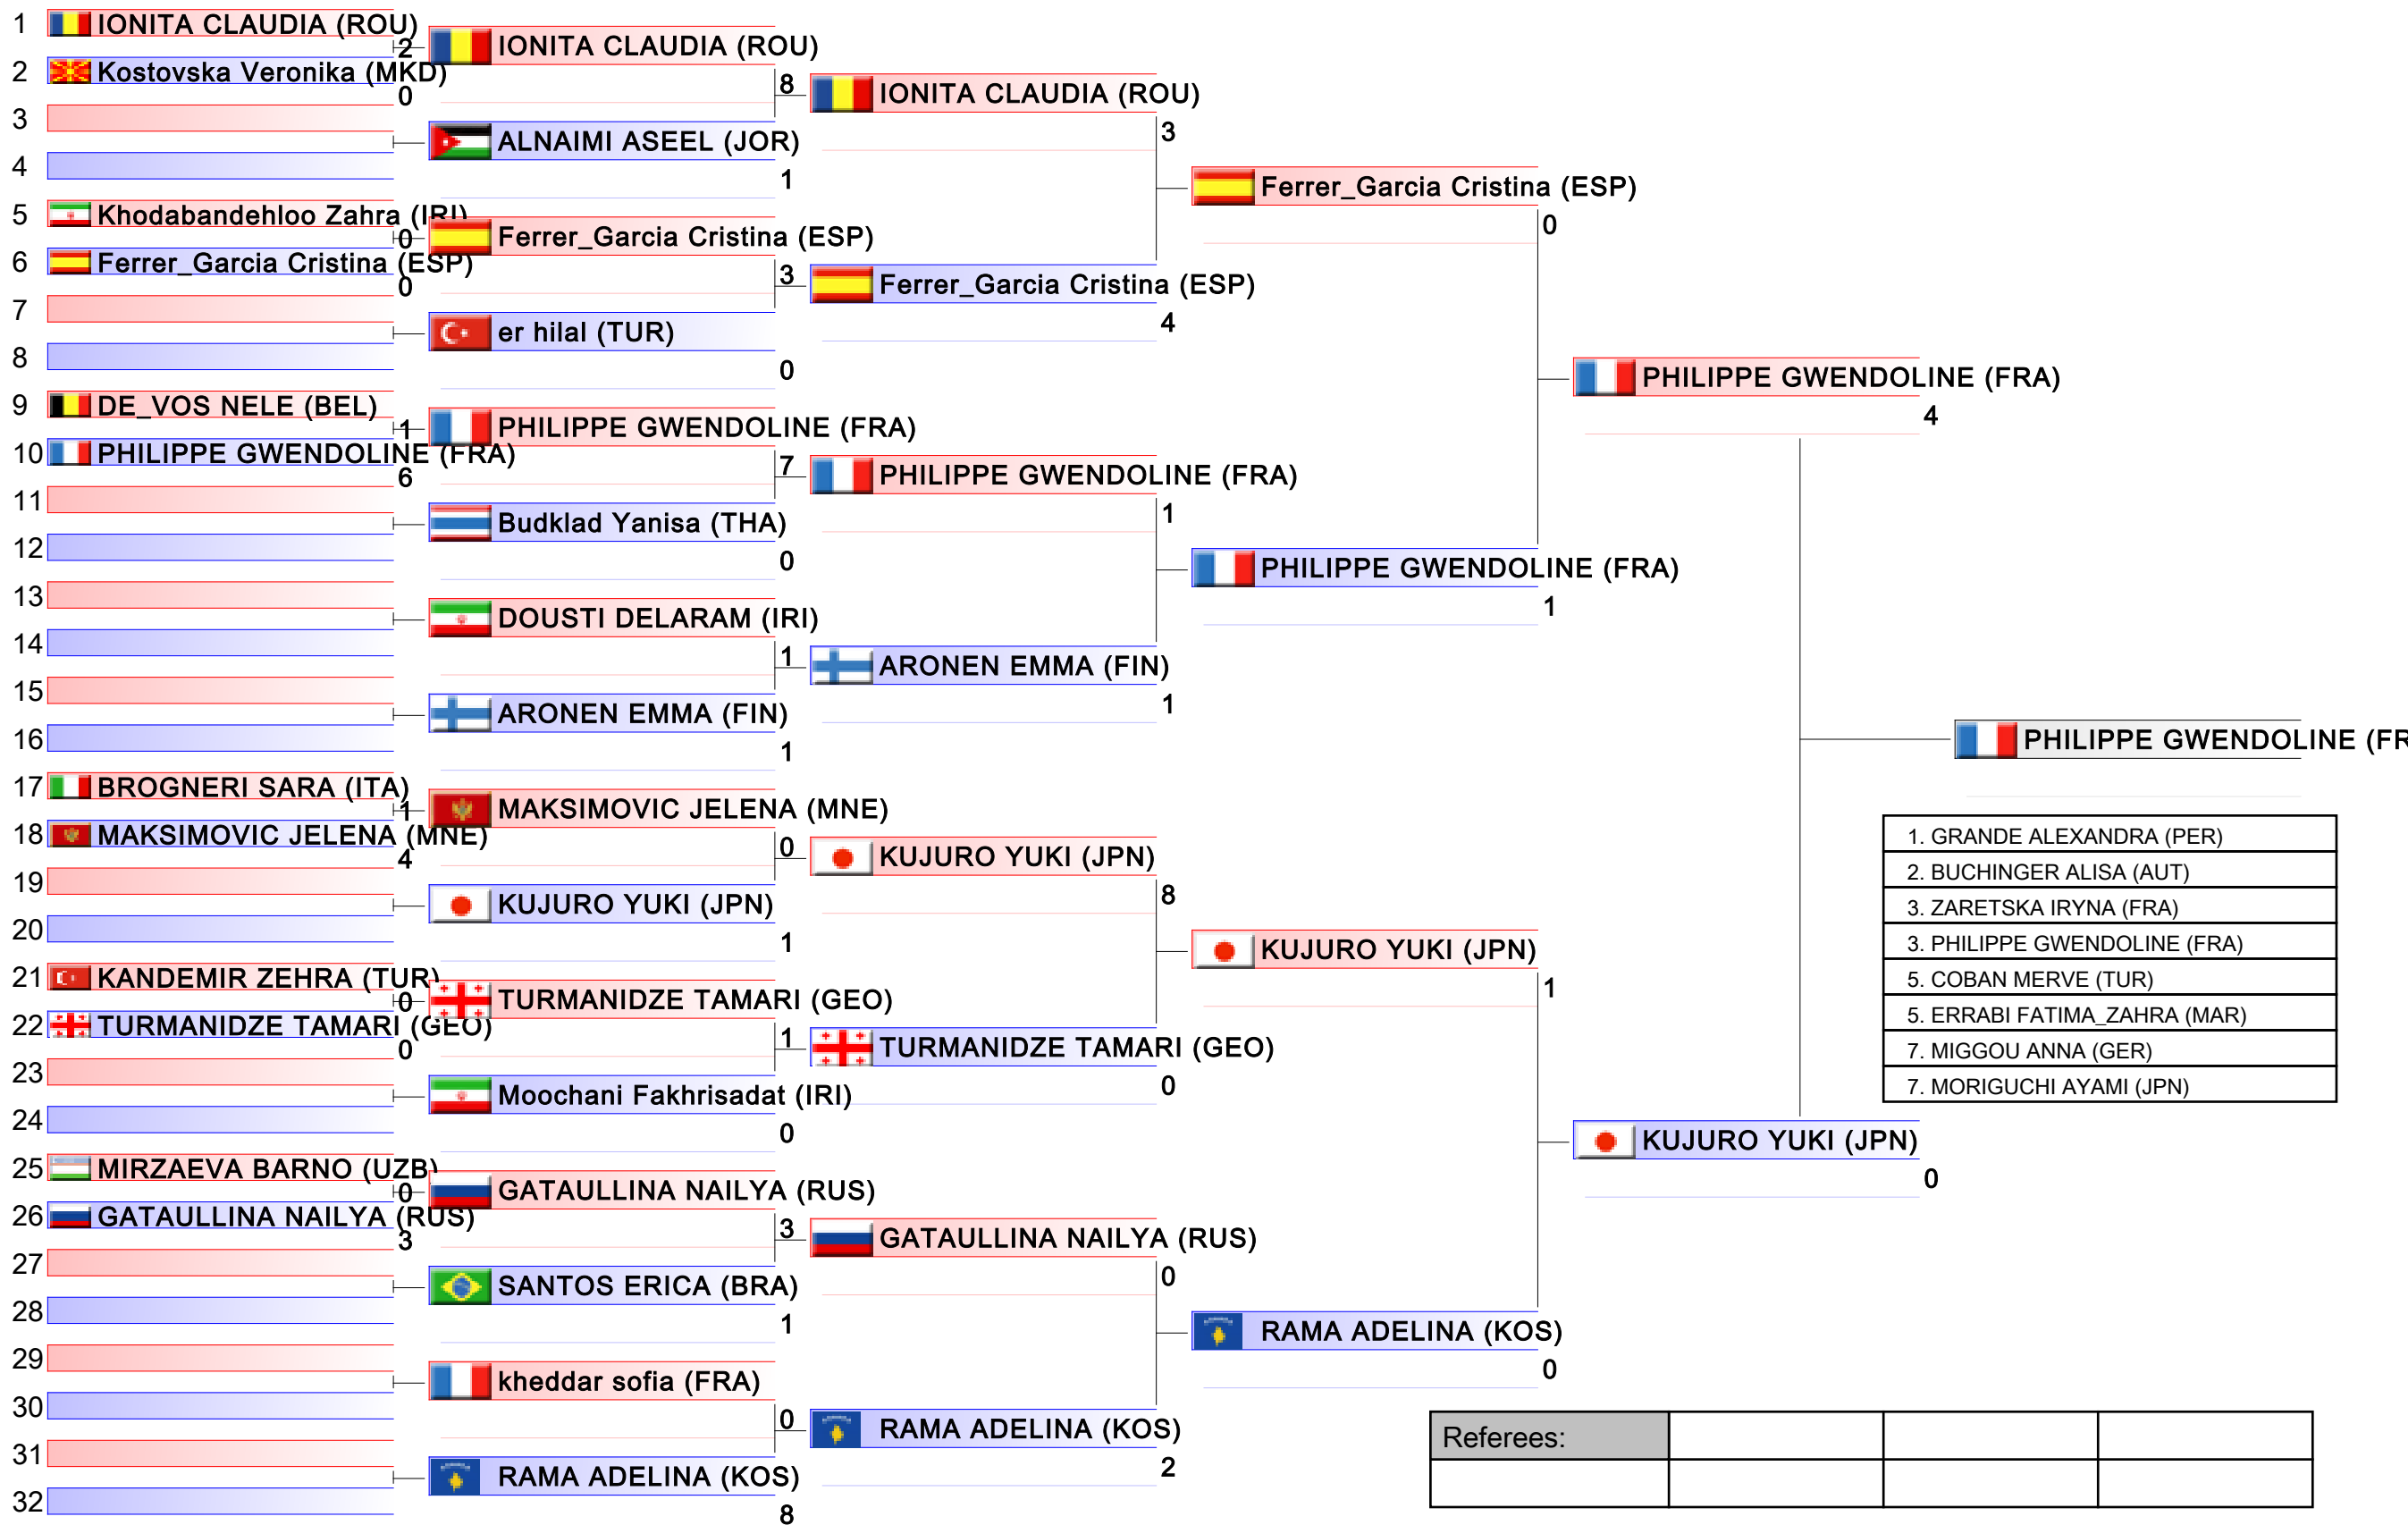 1 IONITA CLAUDIA (ROU)
2
2 Kostovska Veronika (MKD)
0
3
4
5 Khodabandehloo Zahra (IRI)
0
6 Ferrer_Garcia Cristina (ESP)
0
7
8
9 DE_VOS NELE (BEL)
1
10 PHILIPPE GWENDOLINE (FRA)
6
11
12
13
14
15
16
17 BROGNERI SARA (ITA)
1
18 MAKSIMOVIC JELENA (MNE)
4
19
20
21 KANDEMIR ZEHRA (TUR)
0
22 TURMANIDZE TAMARI (GEO)
0
23
24
25 MIRZAEVA BARNO (UZB)
0
26 GATAULLINA NAILYA (RUS)
3
27
28
29
30
31
32
IONITA CLAUDIA (ROU)
8
ALNAIMI ASEEL (JOR)
1
Ferrer_Garcia Cristina (ESP)
3
er hilal (TUR)
0
PHILIPPE GWENDOLINE (FRA)
7
Budklad Yanisa (THA)
0
DOUSTI DELARAM (IRI)
1
ARONEN EMMA (FIN)
1
MAKSIMOVIC JELENA (MNE)
0
KUJURO YUKI (JPN)
1
TURMANIDZE TAMARI (GEO)
1
Moochani Fakhrisadat (IRI)
0
GATAULLINA NAILYA (RUS)
3
SANTOS ERICA (BRA)
1
kheddar sofia (FRA)
0
RAMA ADELINA (KOS)
8
IONITA CLAUDIA (ROU)
3
Ferrer_Garcia Cristina (ESP)
4
PHILIPPE GWENDOLINE (FRA)
1
ARONEN EMMA (FIN)
1
KUJURO YUKI (JPN)
8
TURMANIDZE TAMARI (GEO)
0
GATAULLINA NAILYA (RUS)
0
RAMA ADELINA (KOS)
2
Ferrer_Garcia Cristina (ESP)
0
PHILIPPE GWENDOLINE (FRA)
1
KUJURO YUKI (JPN)
1
RAMA ADELINA (KOS)
0
PHILIPPE GWENDOLINE (FRA)
4
KUJURO YUKI (JPN)
0
PHILIPPE GWENDOLINE (FR
1. GRANDE ALEXANDRA (PER)
2. BUCHINGER ALISA (AUT)
3. ZARETSKA IRYNA (FRA)
3. PHILIPPE GWENDOLINE (FRA)
5. COBAN MERVE (TUR)
5. ERRABI FATIMA_ZAHRA (MAR)
7. MIGGOU ANNA (GER)
7. MORIGUCHI AYAMI (JPN)
Referees: